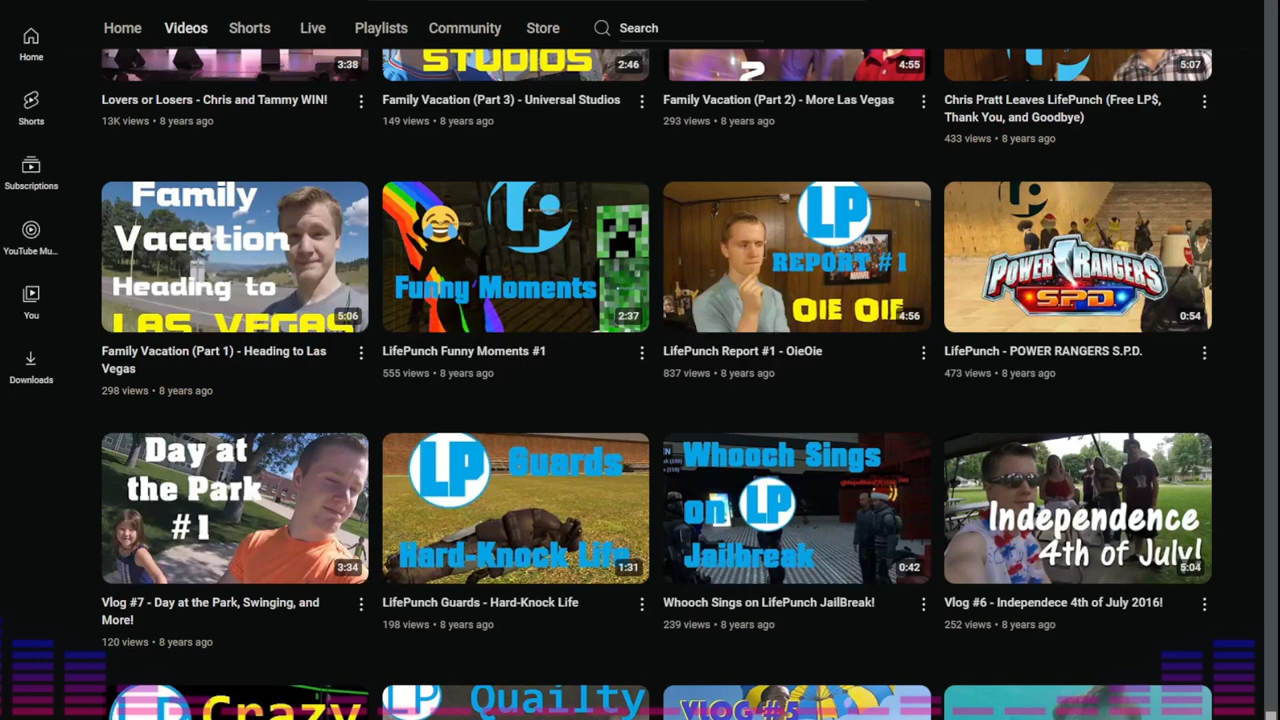 Home Videos Shorts Live Playlists Community Store Search
Home
Shorts
Subscriptions
YouTube Mu...
You
Downloads
3:38
STUDIOS
2:46
2
4:55
5:07
Lovers or Losers - Chris and Tammy WIN!
13K views • 8 years ago
Family Vacation (Part 3) - Universal Studios
149 views • 8 years ago
Family Vacation (Part 2) - More Las Vegas
293 views • 8 years ago
Chris Pratt Leaves LifePunch (Free LP$,
Thank You, and Goodbye)
433 views • 8 years ago
Family
Vacation
Heading to
LAS VEGAS
5:06
Funny Moments
2:37
LP
REPORT #1
MARVEL
OIE OIE
4:56
POWER RANGERS
S.P.D.
0:54
Family Vacation (Part 1) - Heading to Las
Vegas
298 views • 8 years ago
LifePunch Funny Moments #1
555 views • 8 years ago
LifePunch Report #1 - OieOie
837 views • 8 years ago
LifePunch - POWER RANGERS S.P.D.
473 views • 8 years ago
Day at
the Park
#1
3:34
LP Guards
Hard-Knock Life
1:31
Whooch Sings
on LP
Jailbreak
0:42
Independence
4th of July!
5:04
Vlog #7 - Day at the Park, Swinging, and
More!
120 views • 8 years ago
LifePunch Guards - Hard-Knock Life
198 views • 8 years ago
Whooch Sings on LifePunch JailBreak!
239 views • 8 years ago
Vlog #6 - Independece 4th of July 2016!
252 views • 8 years ago
LP Crazy
LP Quailty
VLOG #5